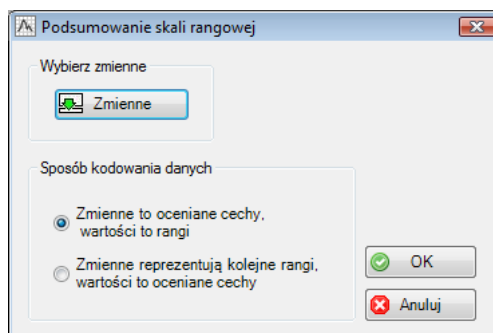 Podsumowanie skali rangowej
Wybierz zmienne
Zmienne
Sposób kodowania danych
Zmienne to oceniane cechy,
wartości to rangi
Zmienne reprezentują kolejne rangi,
wartości to oceniane cechy
OK
Anuluj